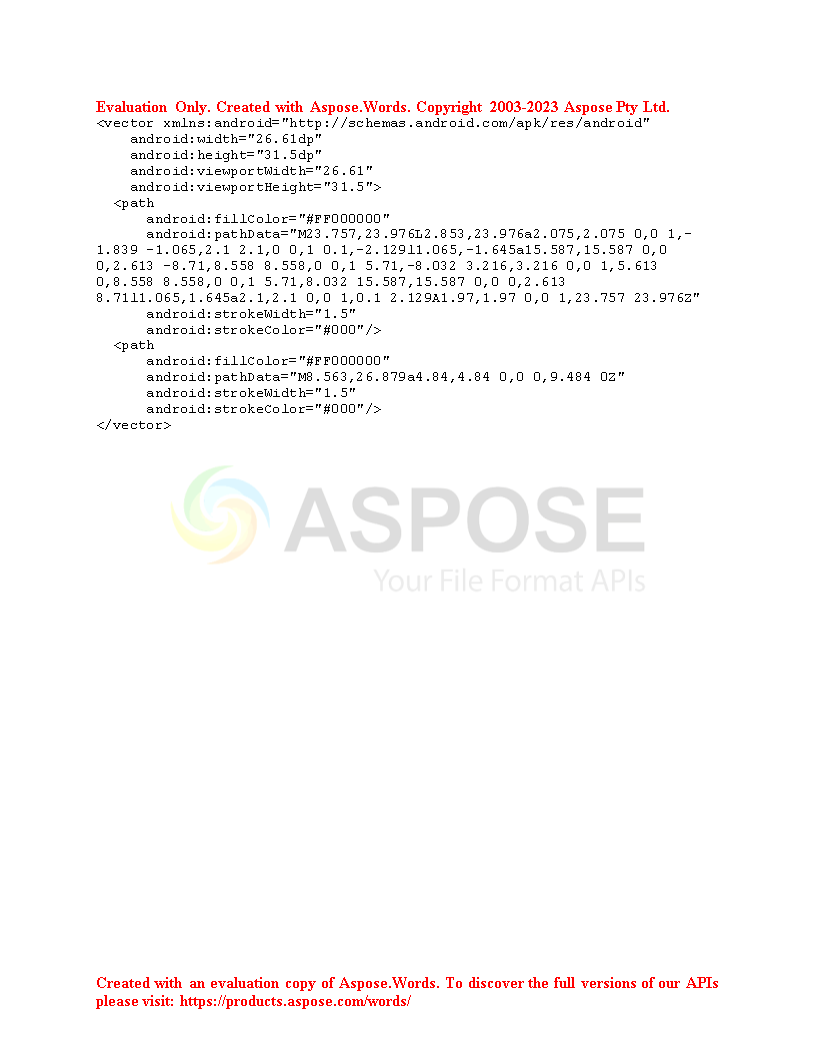 Evaluation Only. Created with Aspose.Words. Copyright 2003-2023 Aspose Pty Ltd.
<vector xmlns:android="http://schemas.android.com/apk/res/android"
    android:width="26.61dp"
    android:height="31.5dp"
    android:viewportWidth="26.61"
    android:viewportHeight="31.5">
  <path
      android:fillColor="#FF000000"
      android:pathData="M23.757,23.976L2.853,23.976a2.075,2.075 0,0 1,-
1.839 -1.065,2.1 2.1,0 0,1 0.1,-2.129l1.065,-1.645a15.587,15.587 0,0
0,2.613 -8.71,8.558 8.558,0 0,1 5.71,-8.032 3.216,3.216 0,0 1,5.613
0,8.558 8.558,0 0,1 5.71,8.032 15.587,15.587 0,0 0,2.613
8.71l1.065,1.645a2.1,2.1 0,0 1,0.1 2.129A1.97,1.97 0,0 1,23.757 23.976Z"
      android:strokeWidth="1.5"
      android:strokeColor="#000"/>
  <path
      android:fillColor="#FF000000"
      android:pathData="M8.563,26.879a4.84,4.84 0,0 0,9.484 0Z"
      android:strokeWidth="1.5"
      android:strokeColor="#000"/>
</vector>
ASPOSE
Your File Format APIs
Created with an evaluation copy of Aspose.Words. To discover the full versions of our APIs
please visit: https://products.aspose.com/words/